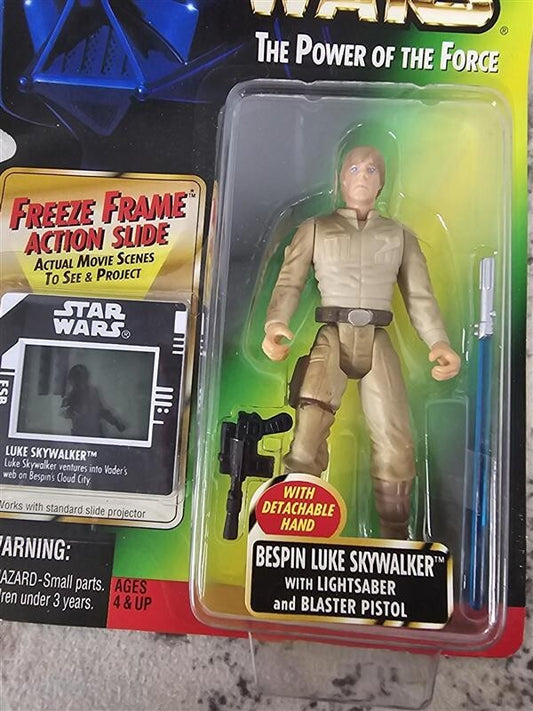 WARS ®
THE POWER OF THE FORCE
FREEZE FRAME™
ACTION SLIDE
ACTUAL MOVIE SCENES
TO SEE & PROJECT
STAR
WARS®
ESB
LUKE SKYWALKER™
Luke Skywalker ventures into Vader's
web on Bespin's Cloud City.
Works with standard slide projector
WARNING:
HAZARD-Small parts.
ren under 3 years.
AGES
4 & UP
WITH
DETACHABLE
HAND
BESPIN LUKE SKYWALKER™
WITH LIGHTSABER
and BLASTER PISTOL